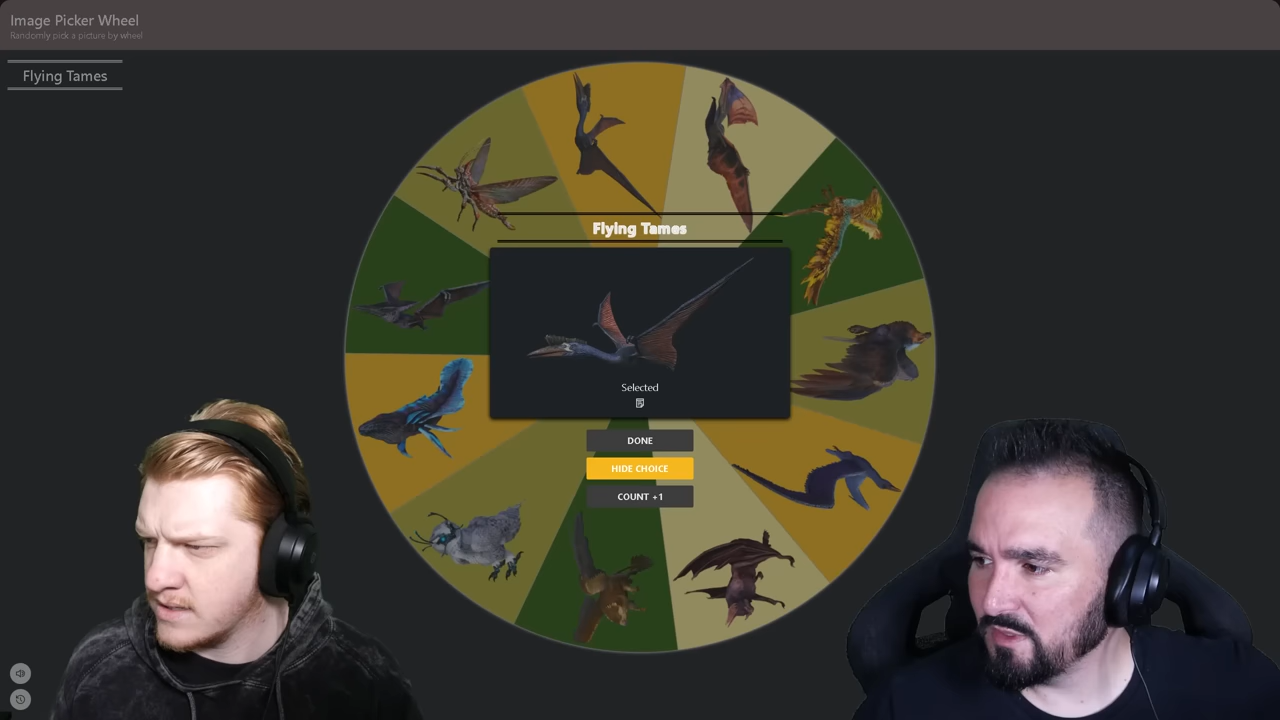 Image Picker Wheel
Randomly pick a picture by wheel
Flying Tames
Flying Tames
Selected
DONE
HIDE CHOICE
COUNT +1